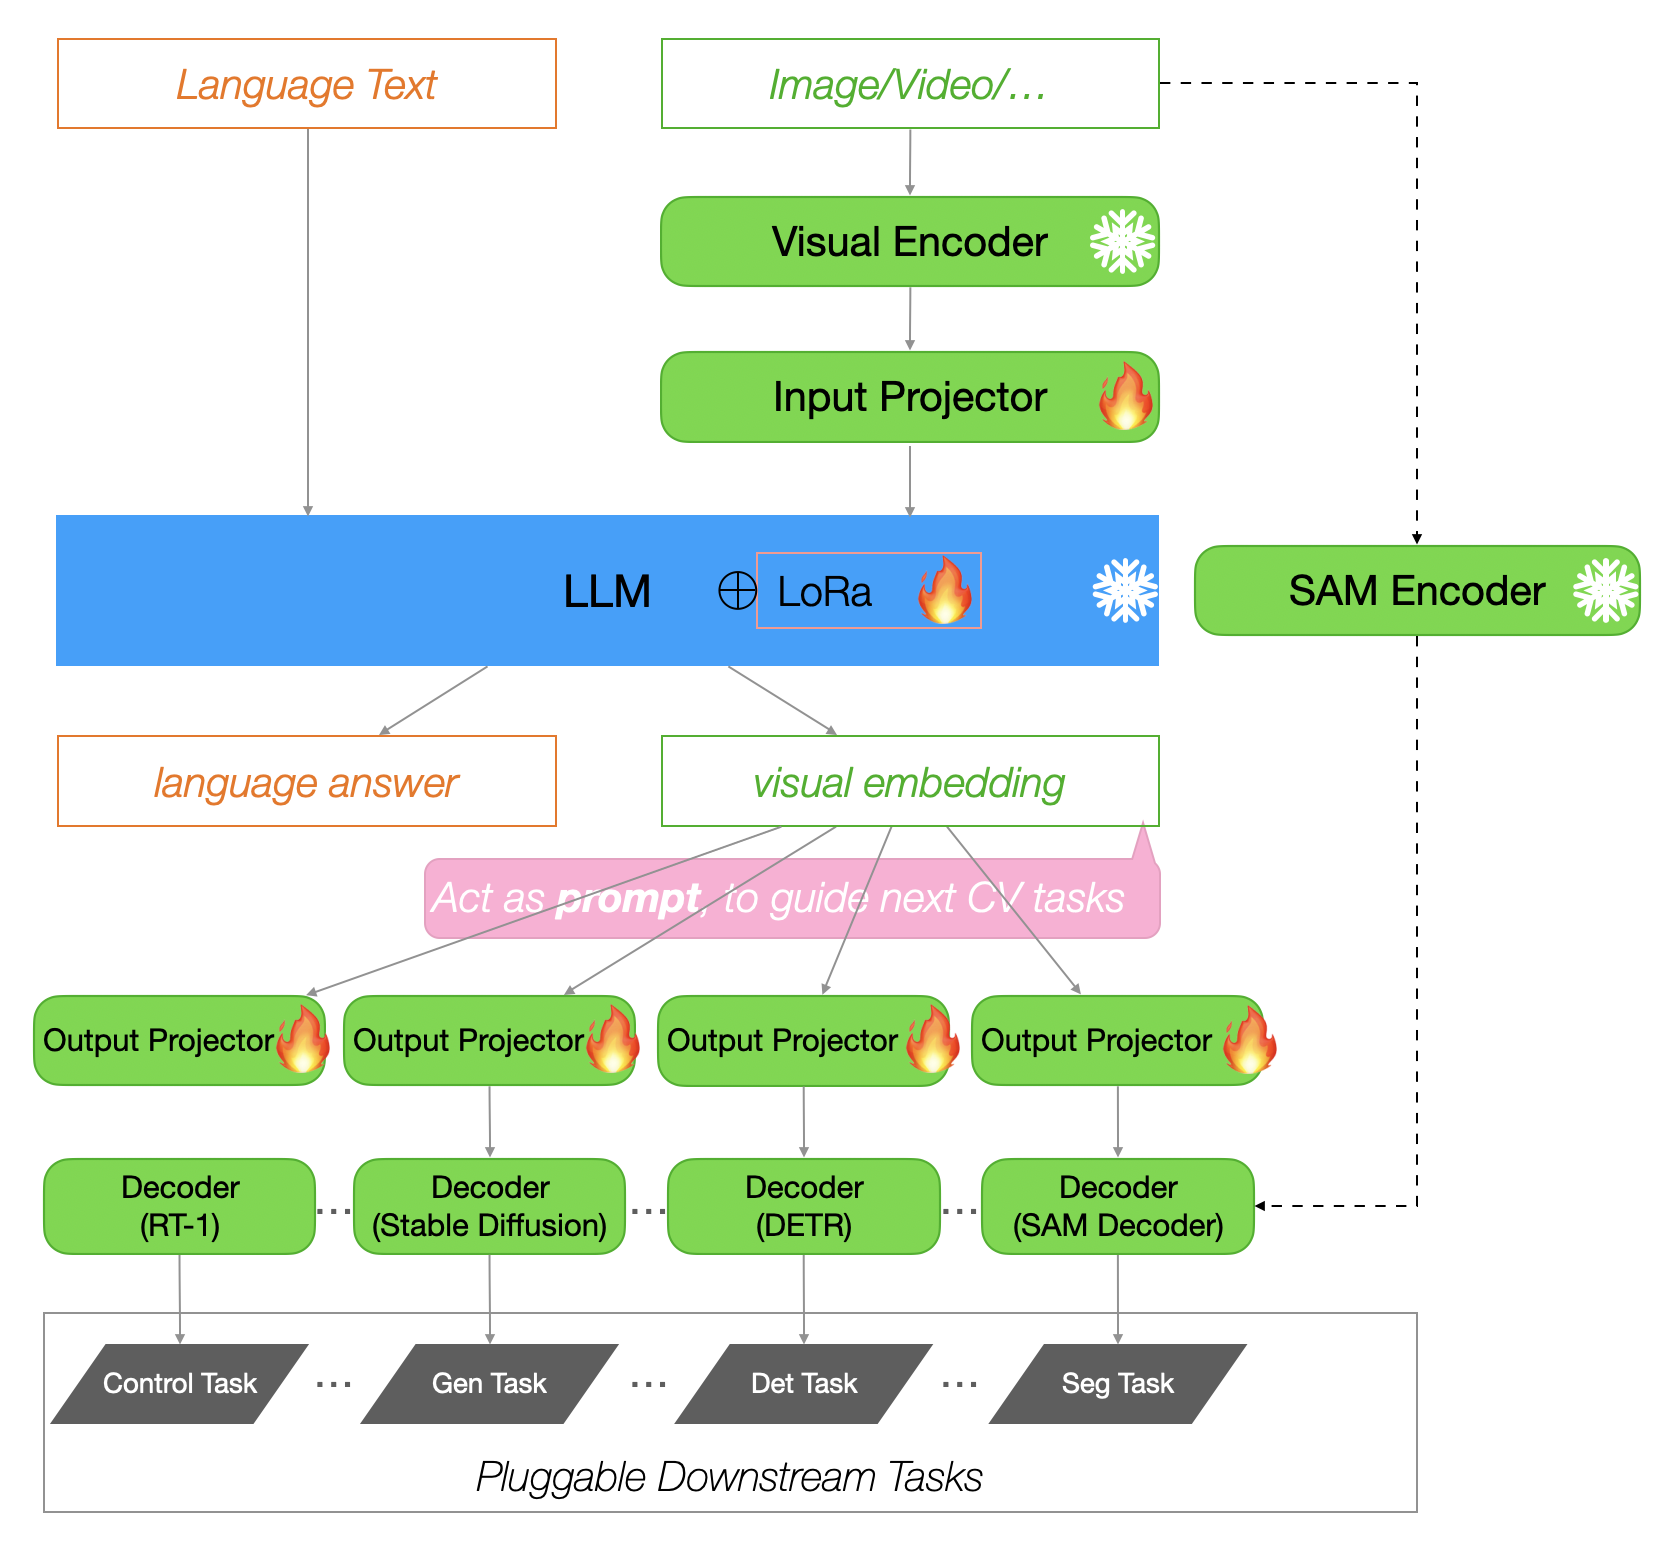 Language Text
Image/Video/…
Visual Encoder
Input Projector
LLM
LoRa
SAM Encoder
language answer
visual embedding
Act as prompt, to guide next CV tasks
Output Projector
Output Projector
Output Projector
Output Projector
Decoder
(RT-1)
…
Decoder
(Stable Diffusion)
…
Decoder
(DETR)
…
Decoder
(SAM Decoder)
Control Task
…
Gen Task
…
Det Task
…
Seg Task
Pluggable Downstream Tasks